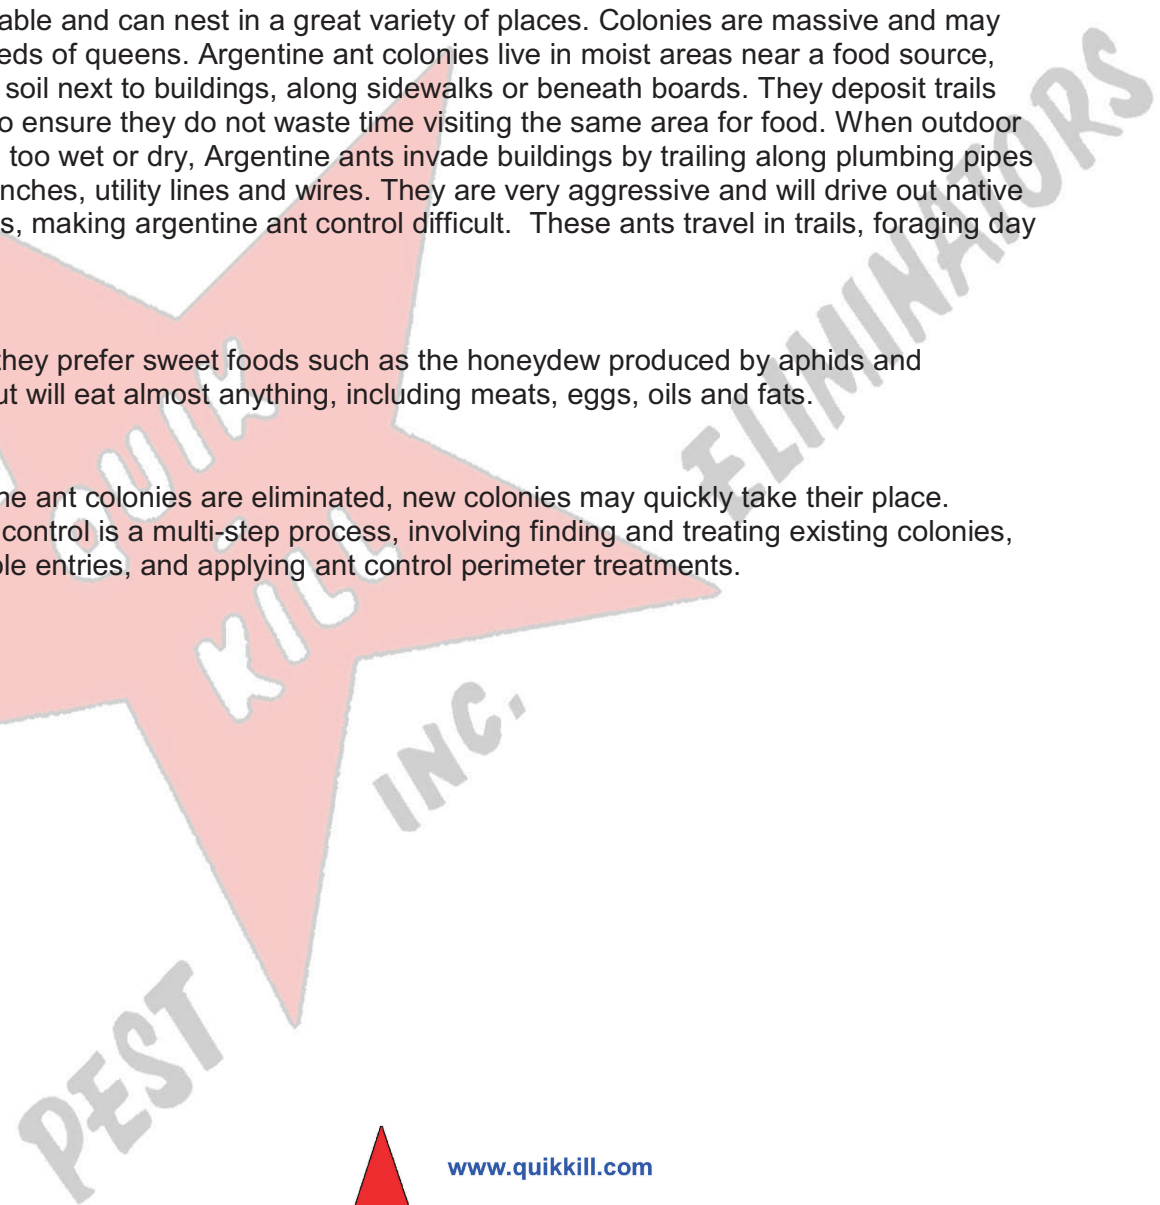 able and can nest in a great variety of places. Colonies are massive and may
eds of queens. Argentine ant colonies live in moist areas near a food source,
soil next to buildings, along sidewalks or beneath boards. They deposit trails
o ensure they do not waste time visiting the same area for food. When outdoor
too wet or dry, Argentine ants invade buildings by trailing along plumbing pipes
nches, utility lines and wires. They are very aggressive and will drive out native
s, making argentine ant control difficult. These ants travel in trails, foraging day
they prefer sweet foods such as the honeydew produced by aphids and
ut will eat almost anything, including meats, eggs, oils and fats.
ne ant colonies are eliminated, new colonies may quickly take their place.
control is a multi-step process, involving finding and treating existing colonies,
ble entries, and applying ant control perimeter treatments.
QUIK
-
KILL
PEST
ELIMINATORS
INC.
www.quikkill.com